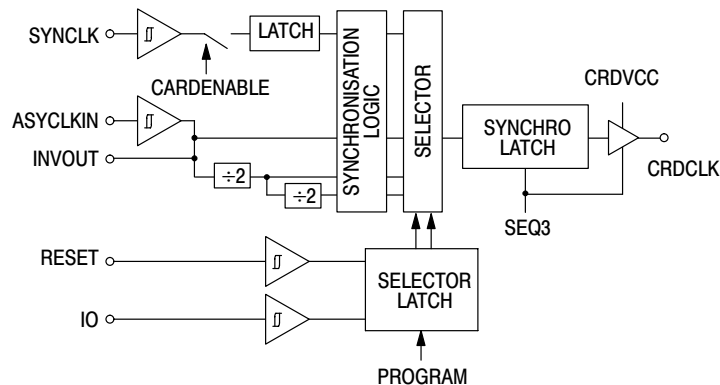 SYNCLK
LATCH
CARDENABLE
ASYCLKIN
INVOUT
÷2
÷2
SYNCHRONISATION
LOGIC
SELECTOR
SYNCHRO
LATCH
CRDVCC
CRDCLK
SEQ3
RESET
IO
SELECTOR
LATCH
PROGRAM